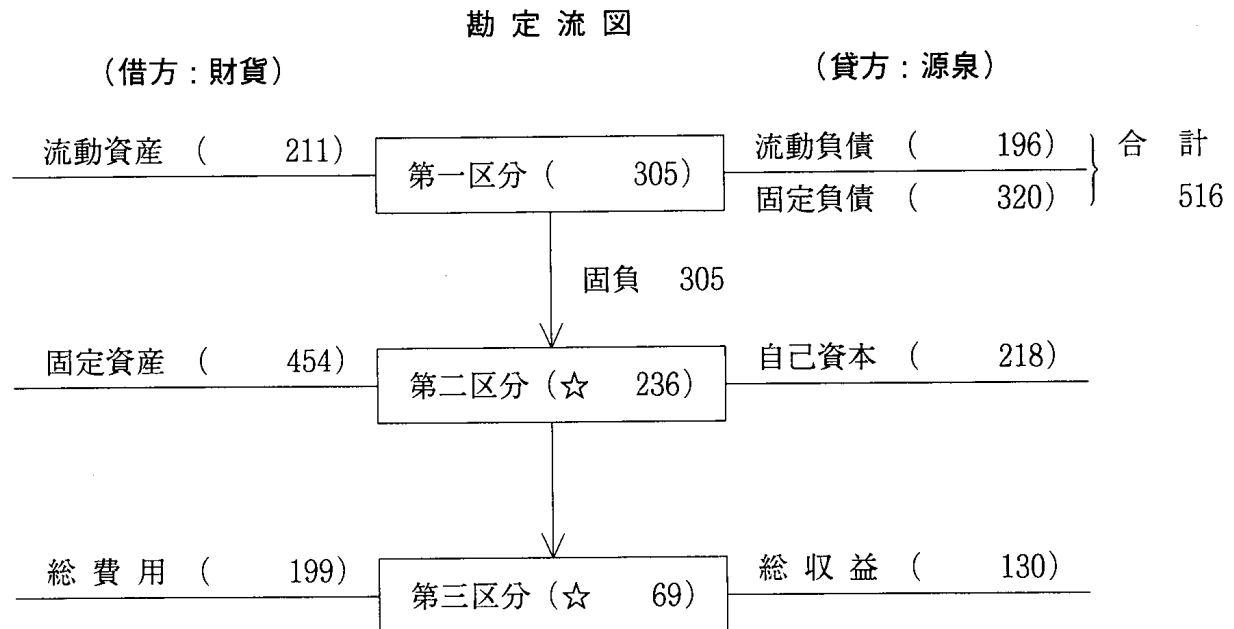 勘定流図
(借方：財貨) (貸方：源泉)
流動資産 ( 211) 第一区分 ( 305) 流動負債 ( 196) 合計
固定負債 ( 320) 516
固負 305
固定資産 ( 454) 第二区分 (☆ 236) 自己資本 ( 218)
総費用 ( 199) 第三区分 (☆ 69) 総収益 ( 130)